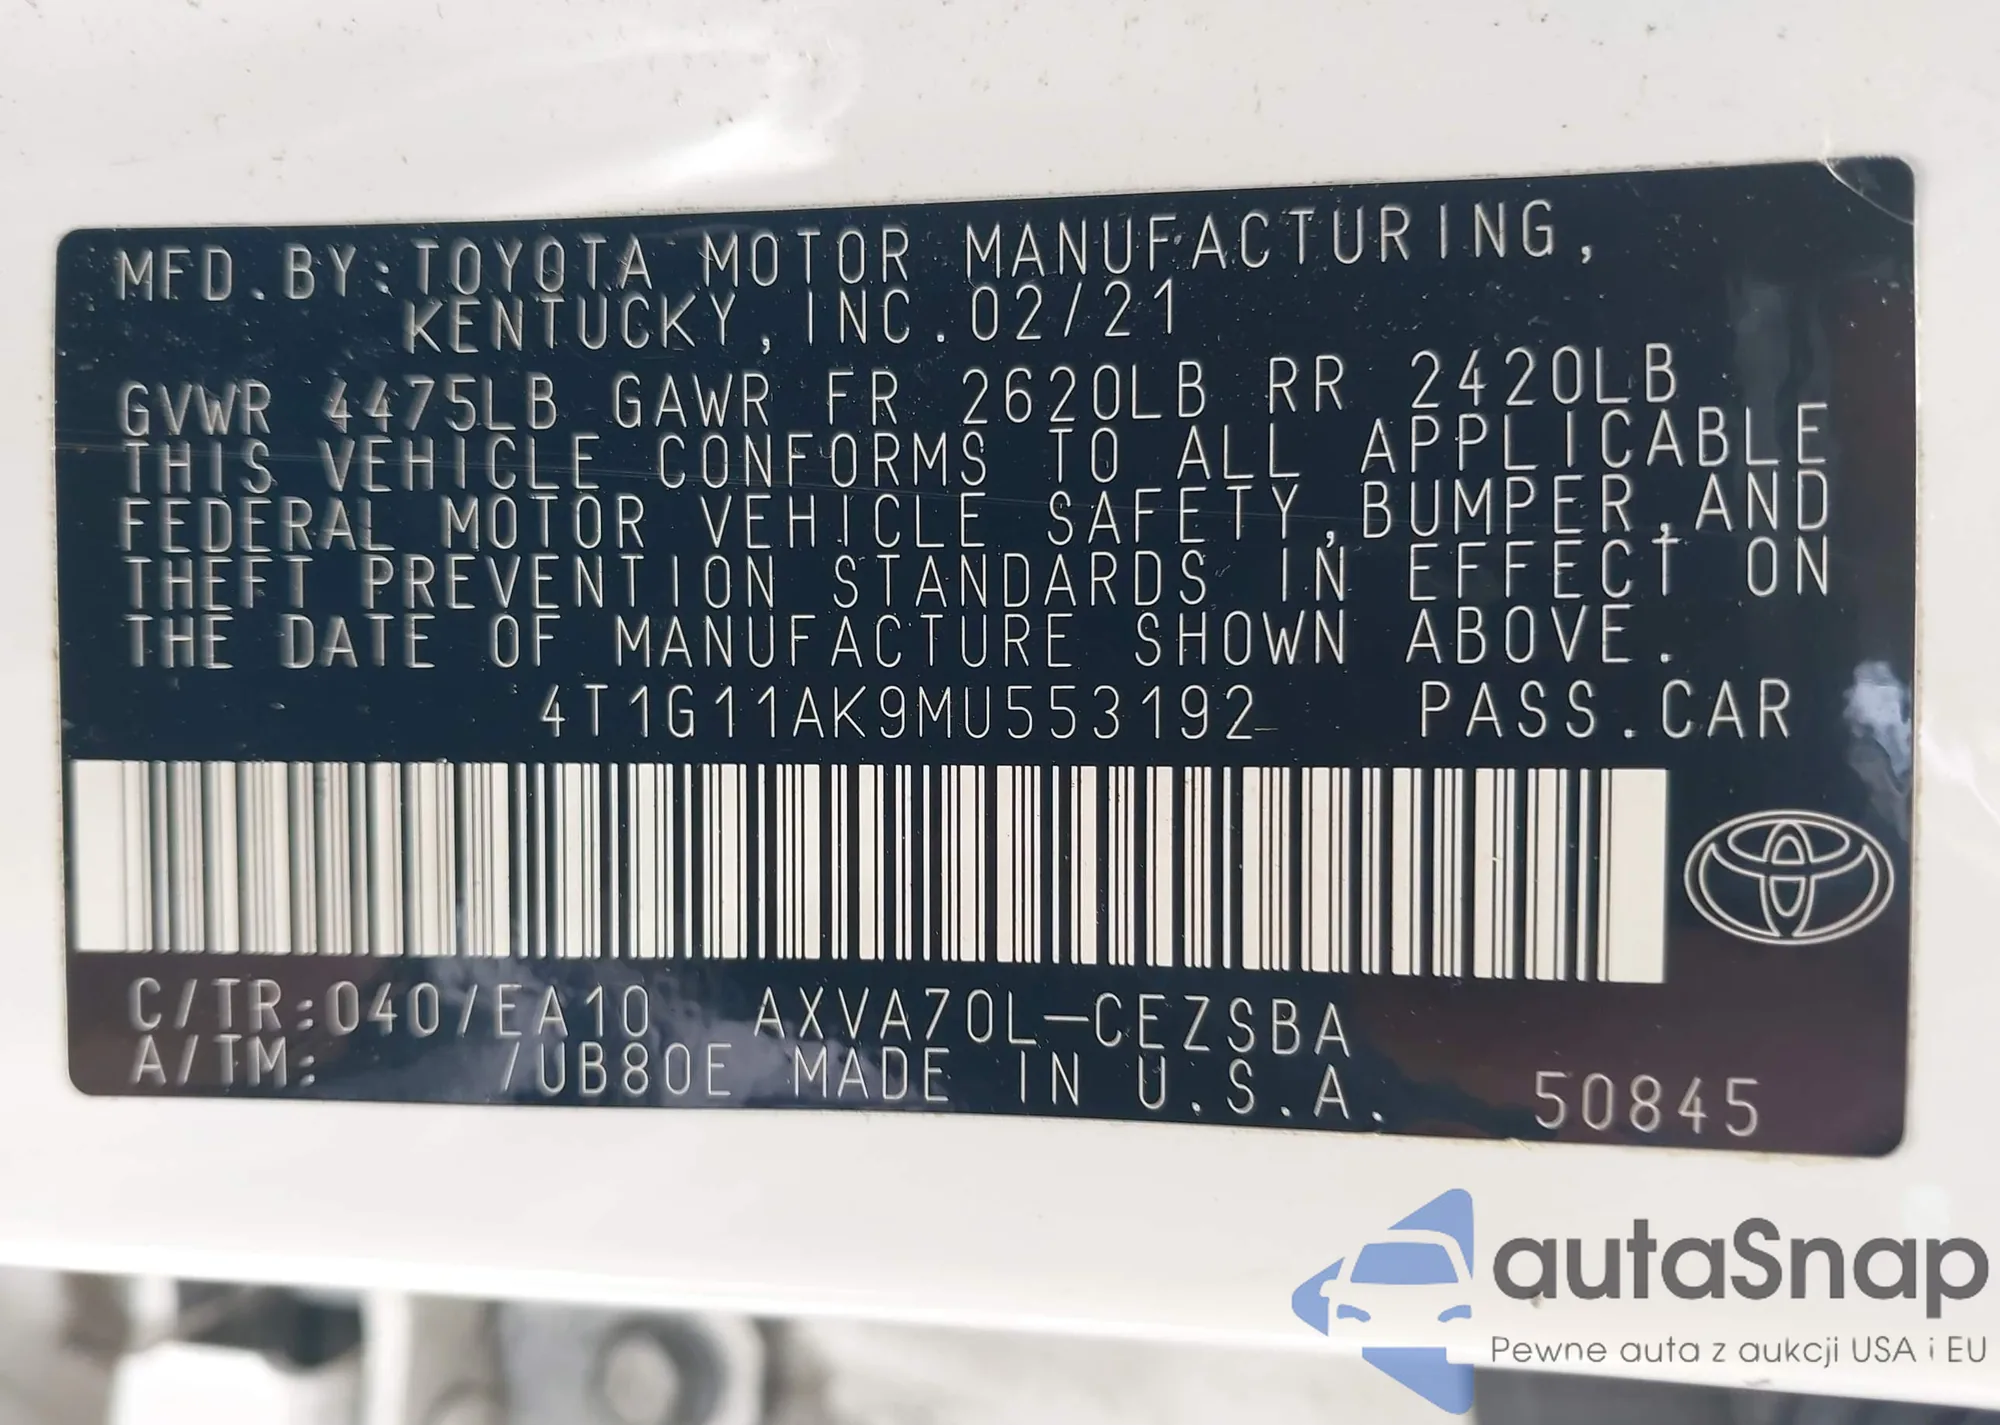 MFD.BY:TOYOTA MOTOR MANUFACTURING,
KENTUCKY,INC.02/21
GVWR 4475LB GAWR FR 2620LB RR 2420LB
THIS VEHICLE CONFORMS TO ALL APPLICABLE
FEDERAL MOTOR VEHICLE SAFETY,BUMPER,AND
THEFT PREVENTION STANDARDS IN EFFECT ON
THE DATE OF MANUFACTURE SHOWN ABOVE.
4T1G11AK9MU553192 PASS.CAR
C/TR:040/EA10 AXVA70L-CEZSBA
A/TM: /UB80E MADE IN U.S.A. 50845
autaSnap
Pewne auta z aukcji USA i EU